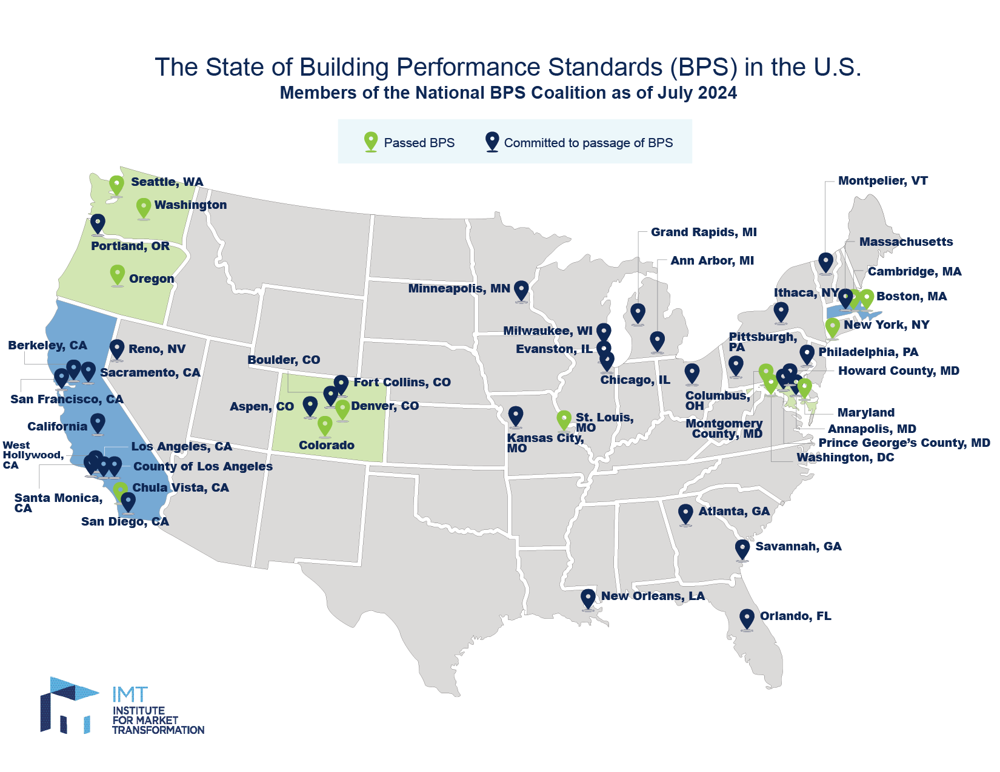 The State of Building Performance Standards (BPS) in the U.S.
Members of the National BPS Coalition as of July 2024
Passed BPS
Committed to passage of BPS
Seattle, WA
Washington
Portland, OR
Oregon
Berkeley, CA
Reno, NV
Sacramento, CA
San Francisco, CA
California
West
Hollywood,
CA
Los Angeles, CA
County of Los Angeles
Chula Vista, CA
Santa Monica,
CA
San Diego, CA
Boulder, CO
Fort Collins, CO
Aspen, CO
Denver, CO
Colorado
Minneapolis, MN
Milwaukee, WI
Evanston, IL
Chicago, IL
Kansas City,
MO
St. Louis,
MO
Grand Rapids, MI
Ann Arbor, MI
Columbus,
OH
Pittsburgh,
PA
Ithaca, NY
Montpelier, VT
Massachusetts
Cambridge, MA
Boston, MA
New York, NY
Philadelphia, PA
Howard County, MD
Maryland
Montgomery
County, MD
Annapolis, MD
Prince George’s County, MD
Washington, DC
Atlanta, GA
Savannah, GA
New Orleans, LA
Orlando, FL
IMT
INSTITUTE
FOR MARKET
TRANSFORMATION